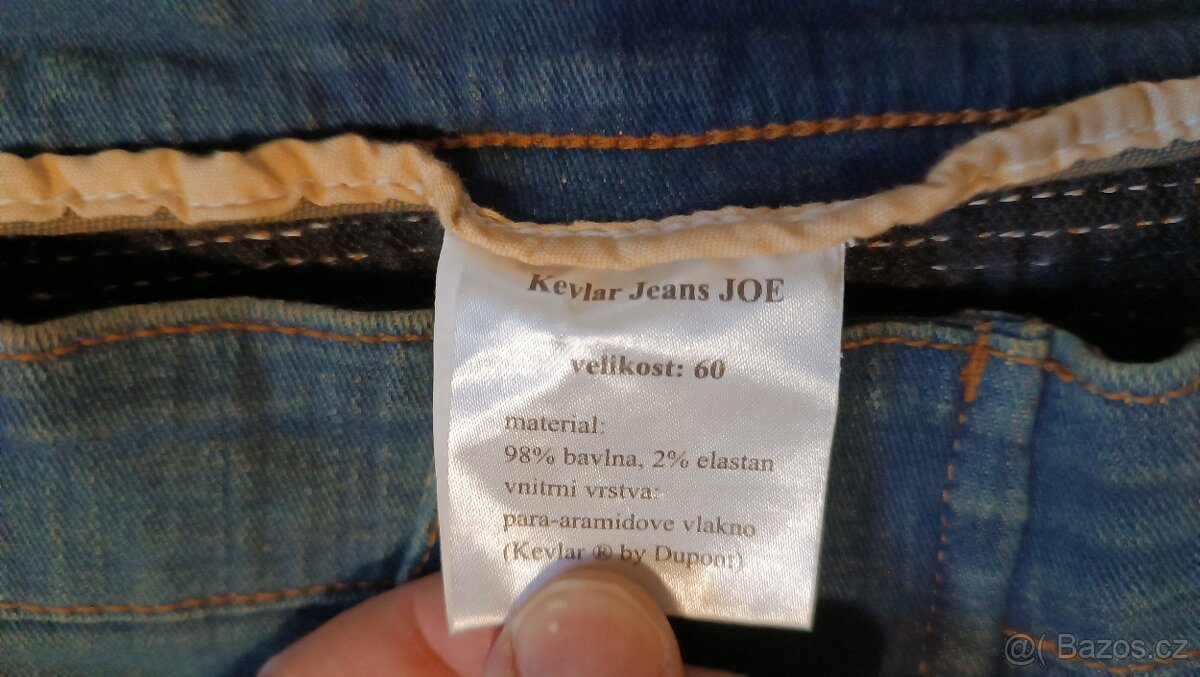 Kevlar Jeans JOE
velikost: 60
material:
98% bavlna, 2% elastan
vnitrni vrstva:
para-aramidove vlakno
(Kevlar ® by Dupont)
@( Bazos.cz